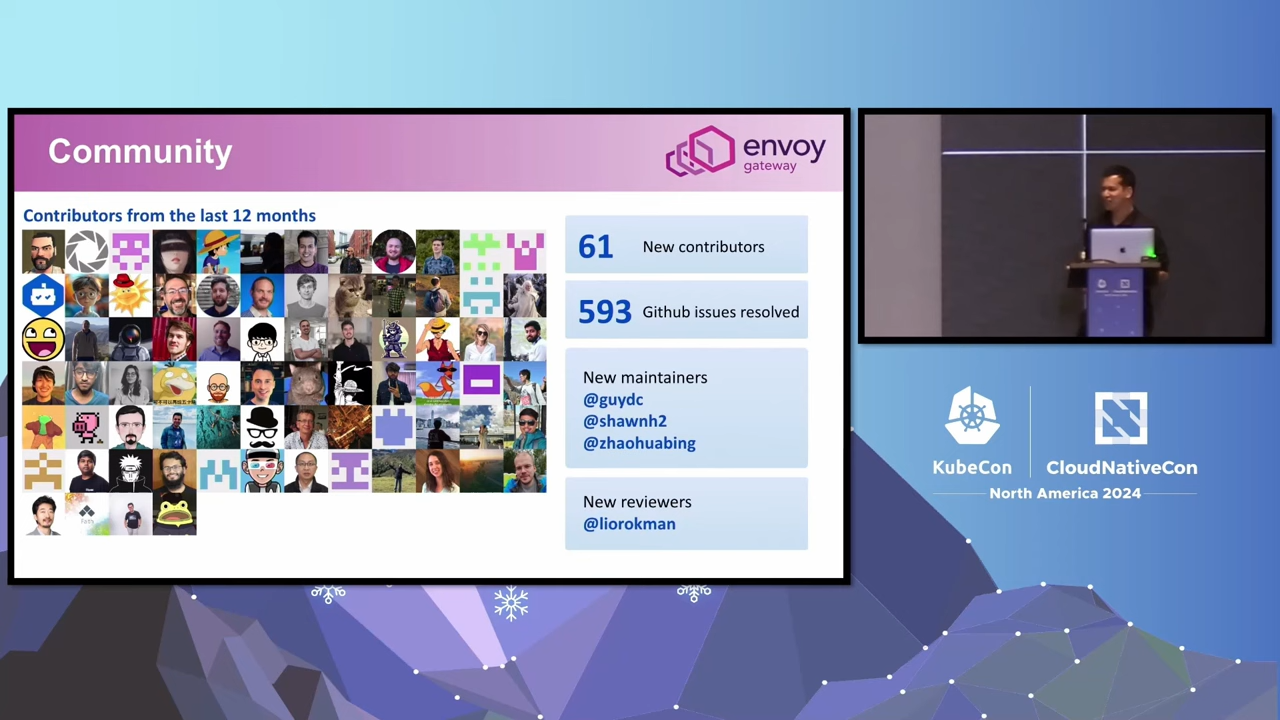 Community
envoy
gateway
Contributors from the last 12 months
61 New contributors
593 Github issues resolved
New maintainers
@guydc
@shawnh2
@zhaohuabing
New reviewers
@liorokman
KubeCon
CloudNativeCon
North America 2024